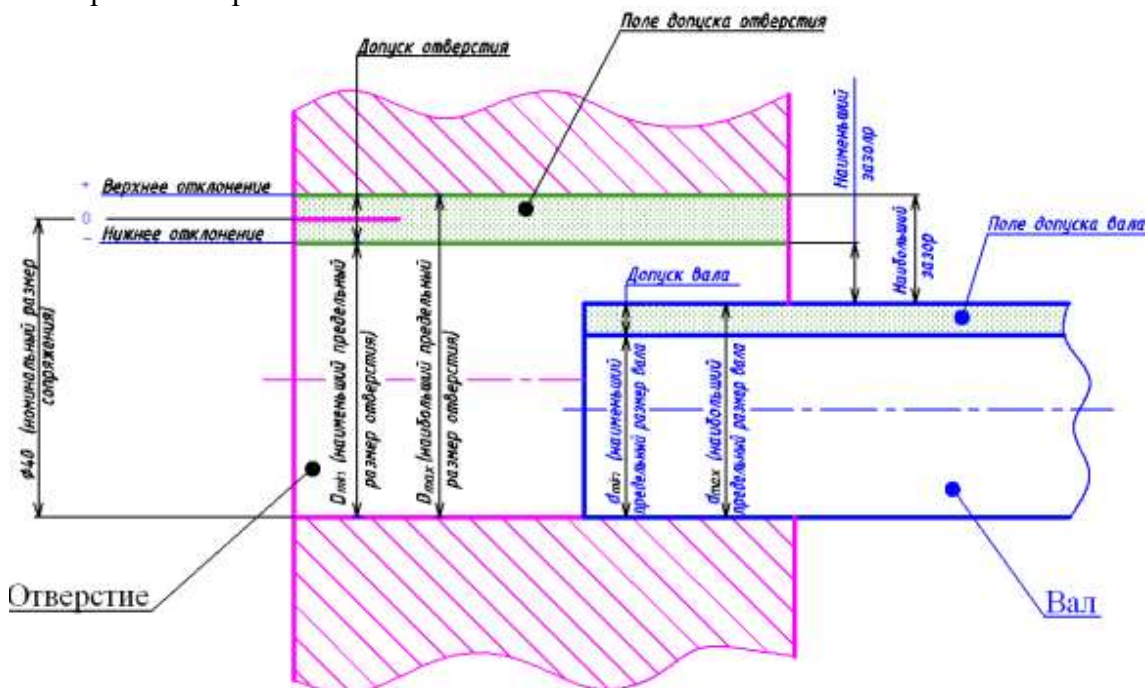 Поле допуска отверстия
Допуск отверстия
Наименьший
зазолр
+
Верхнее отклонение
0
Нижнее отклонение
–
Наибольший
зазор
Поле допуска вала
Допуск вала
Ø40 (номинальный размер
сопряжения)
Dmin (наименьший предельный
размер отверстия)
Dmax (наибольший предельный
размер отверстия)
dmin (наименьший
предельный размер вала
dmax (наибольший
предельный размер вала
Отверстие
Вал